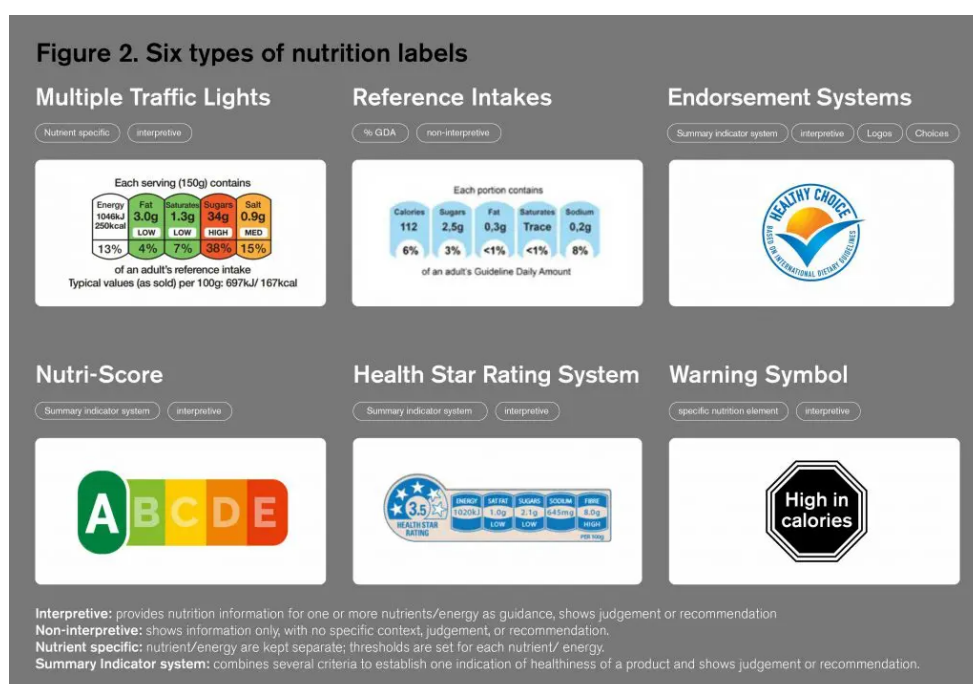 Figure 2. Six types of nutrition labels
Multiple Traffic Lights
Nutrient specific
interpretive
Each serving (150g) contains
Energy Fat Saturates Sugars Salt
1046kJ 3.0g 1.3g 34g 0.9g
250kcal LOW LOW HIGH MED
13% 4% 7% 38% 15%
of an adult's reference intake
Typical values (as sold) per 100g: 697kJ/ 167kcal
Reference Intakes
% GDA
non-interpretive
Each portion contains
Calories Sugars Fat Saturates Sodium
112 2,5g 0,3g Trace 0,2g
6% 3% <1% <1% 8%
of an adult's Guideline Daily Amount
Endorsement Systems
Summary indicator system
interpretive
Logos
Choices
HEALTHY CHOICE
BASED ON INTERNATIONAL DIETARY GUIDELINES
Nutri-Score
Summary indicator system
interpretive
A B C D E
Health Star Rating System
Summary indicator system
interpretive
3.5
HEALTH STAR
RATING
ENERGY SAT FAT SUGARS SODIUM FIBRE
1020kJ 1.0g 2.1g 645mg 8.0g
LOW LOW HIGH
PER 100g
Warning Symbol
specific nutrition element
interpretive
High in
calories
Interpretive: provides nutrition information for one or more nutrients/energy as guidance, shows judgement or recommendation
Non-interpretive: shows information only, with no specific context, judgement, or recommendation.
Nutrient specific: nutrient/energy are kept separate; thresholds are set for each nutrient/ energy.
Summary Indicator system: combines several criteria to establish one indication of healthiness of a product and shows judgement or recommendation.